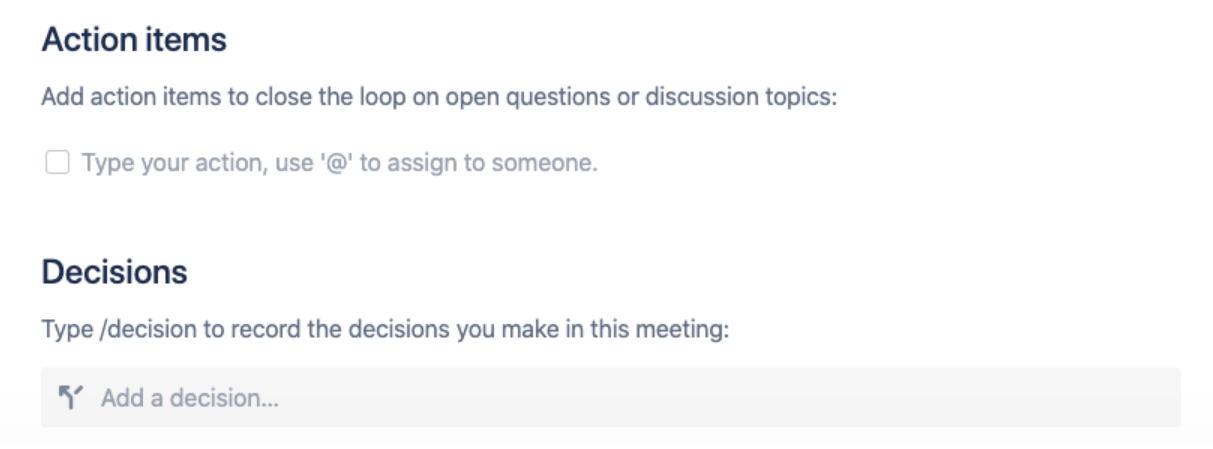 Action items
Add action items to close the loop on open questions or discussion topics:
Type your action, use '@' to assign to someone.
Decisions
Type /decision to record the decisions you make in this meeting:
Add a decision...